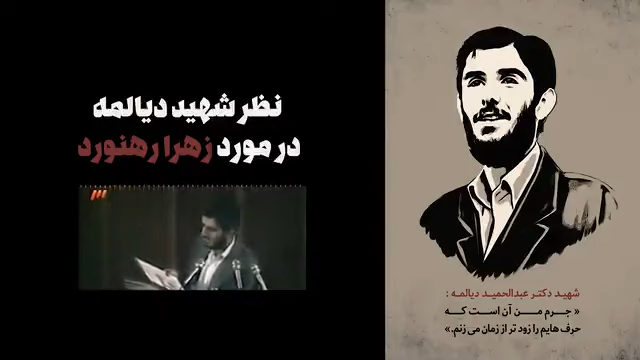 نظر شهید دیالمه
در مورد زهرا رهنورد
شهید دکتر عبدالحمید دیالمه :
« جرم من آن است که
حرف هایم را زود تر از زمان می زنم.»